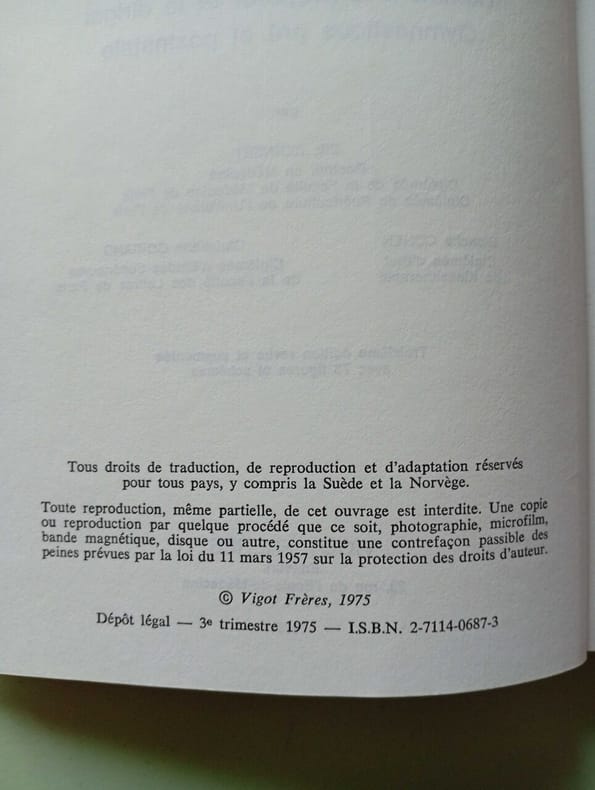 Tous droits de traduction, de reproduction et d'adaptation réservés
pour tous pays, y compris la Suède et la Norvège.
Toute reproduction, même partielle, de cet ouvrage est interdite. Une copie
ou reproduction par quelque procédé que ce soit, photographie, microfilm,
bande magnétique, disque ou autre, constitue une contrefaçon passible des
peines prévues par la loi du 11 mars 1957 sur la protection des droits d'auteur.
© Vigot Frères, 1975
Dépôt légal — 3e trimestre 1975 — I.S.B.N. 2-7114-0687-3